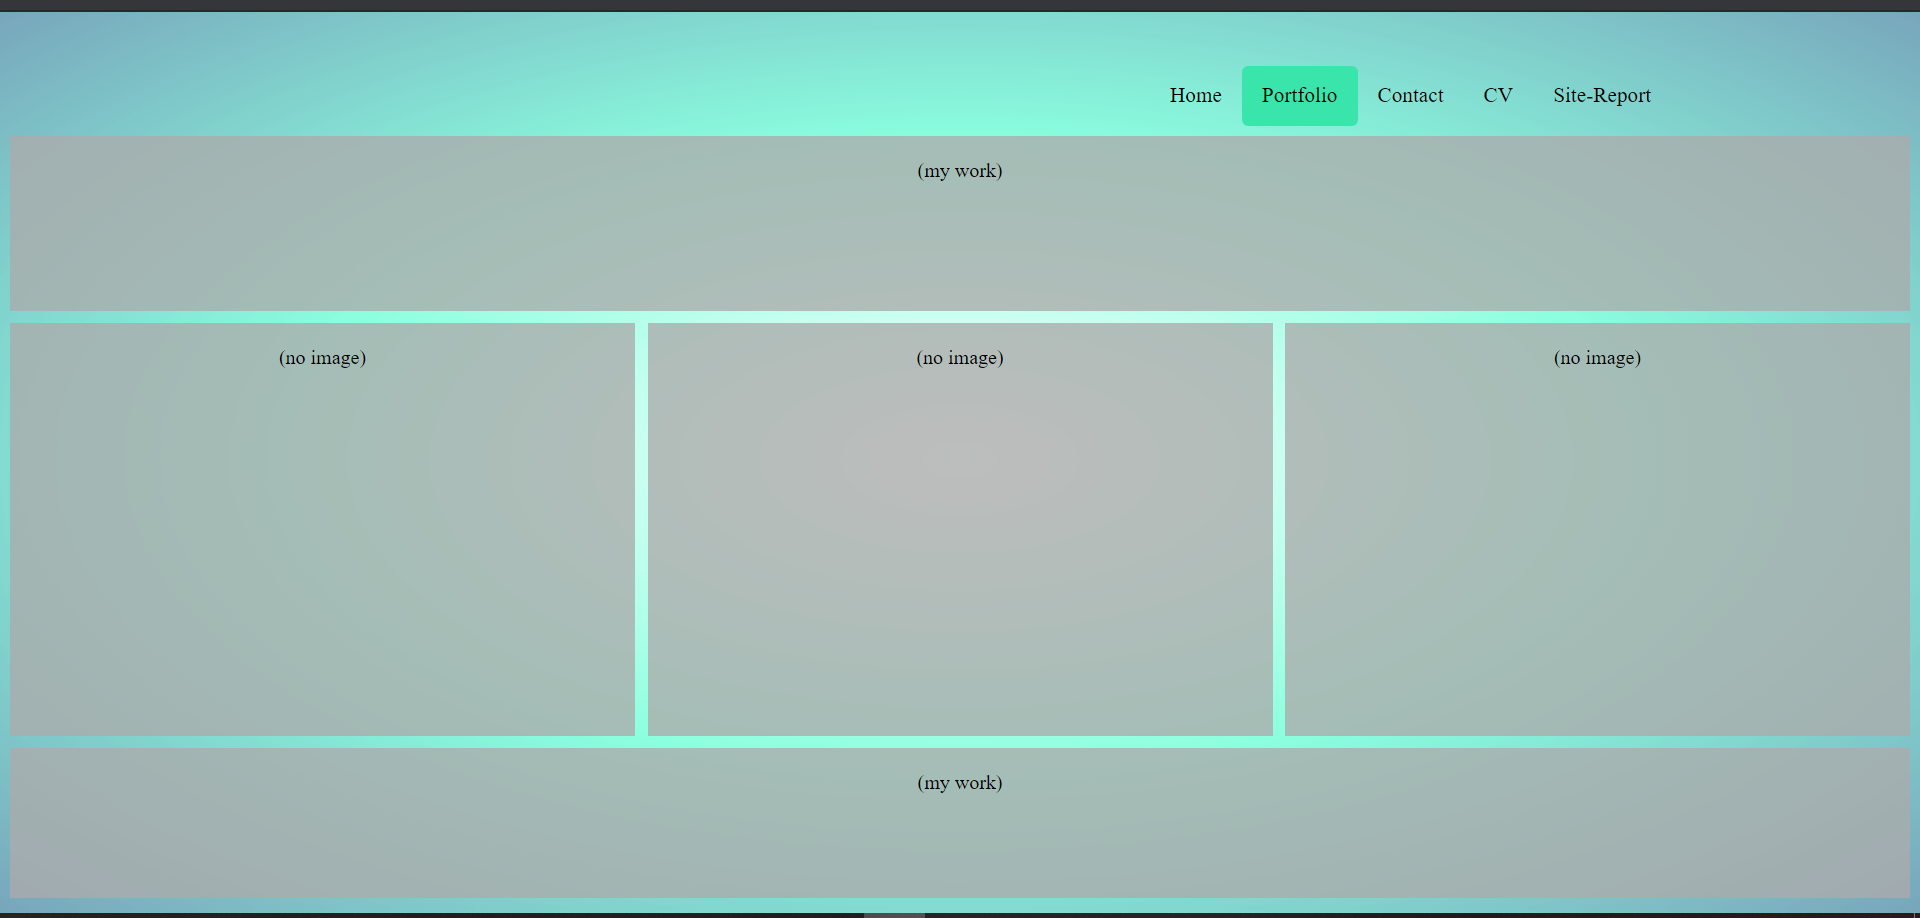 Home Portfolio Contact CV Site-Report
(my work)
(no image) (no image) (no image)
(my work)